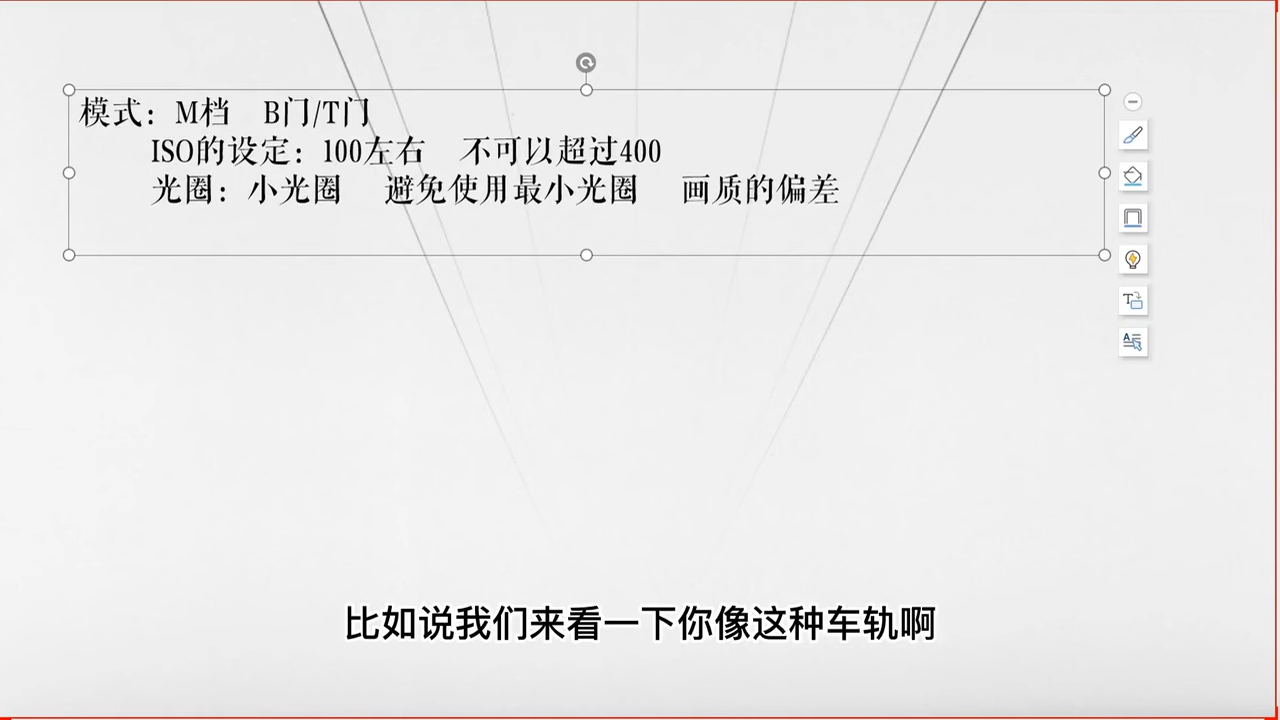 模式：M档 B门/T门
ISO的设定：100左右 不可以超过400
光圈：小光圈 避免使用最小光圈 画质的偏差
比如说我们来看一下你像这种车轨啊